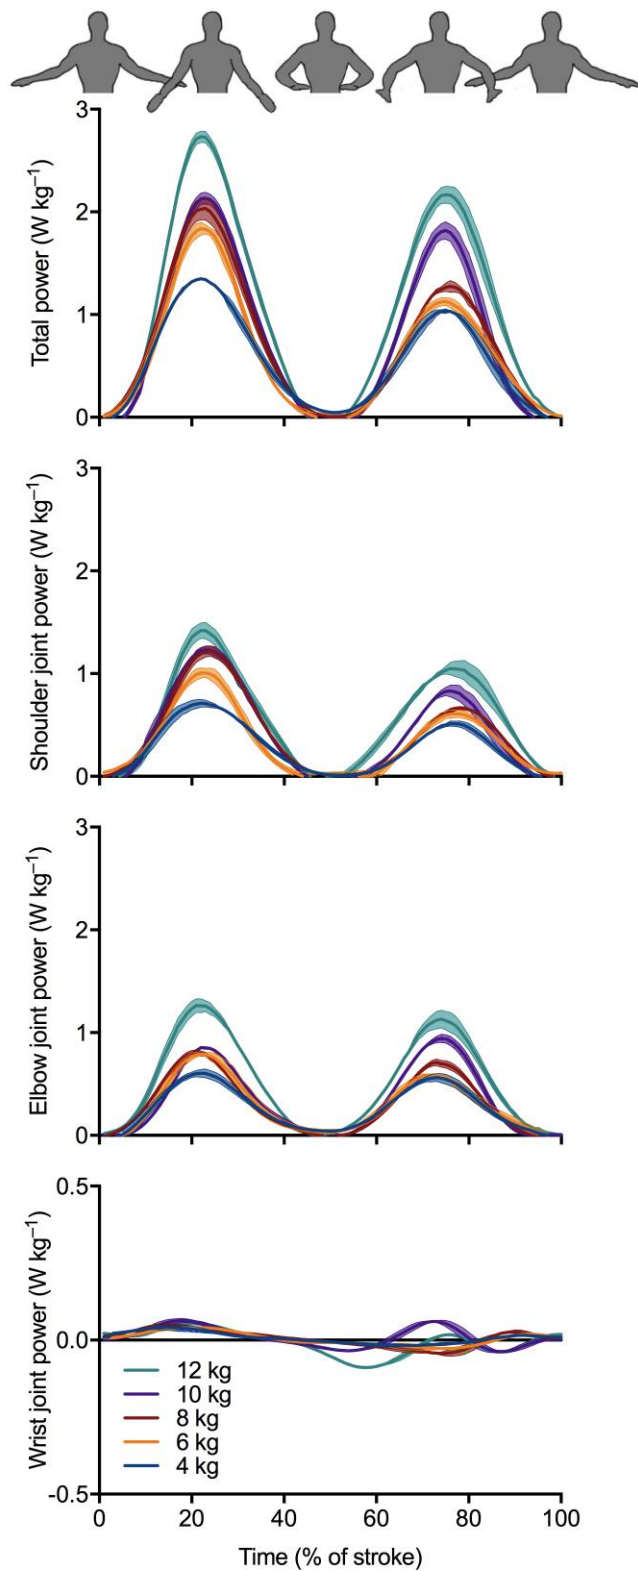 3
2
1
0
Total power (W kg⁻¹)
3
2
1
0
Shoulder joint power (W kg⁻¹)
3
2
1
0
Elbow joint power (W kg⁻¹)
0.5
0.0
-0.5
Wrist joint power (W kg⁻¹)
12 kg
10 kg
8 kg
6 kg
4 kg
0 20 40 60 80 100
Time (% of stroke)